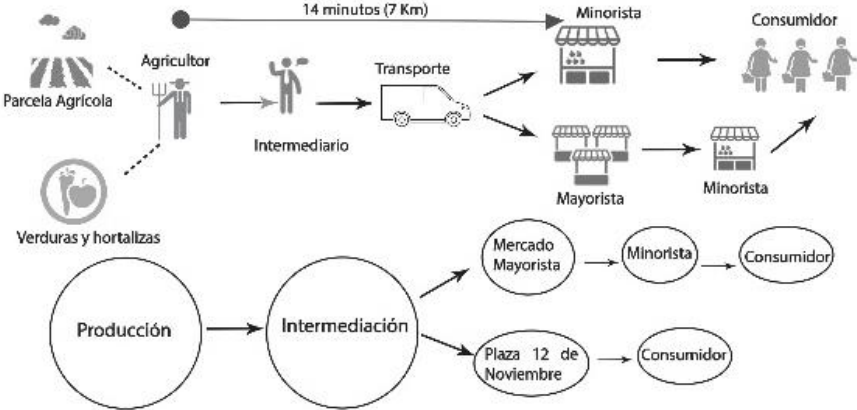 14 minutos (7 Km)
Minorista
Consumidor
Agricultor
Transporte
Parcela Agrícola
Intermediario
Mayorista
Minorista
Verduras y hortalizas
Mercado
Mayorista
Minorista
Consumidor
Producción
Intermediación
Plaza 12 de
Noviembre
Consumidor